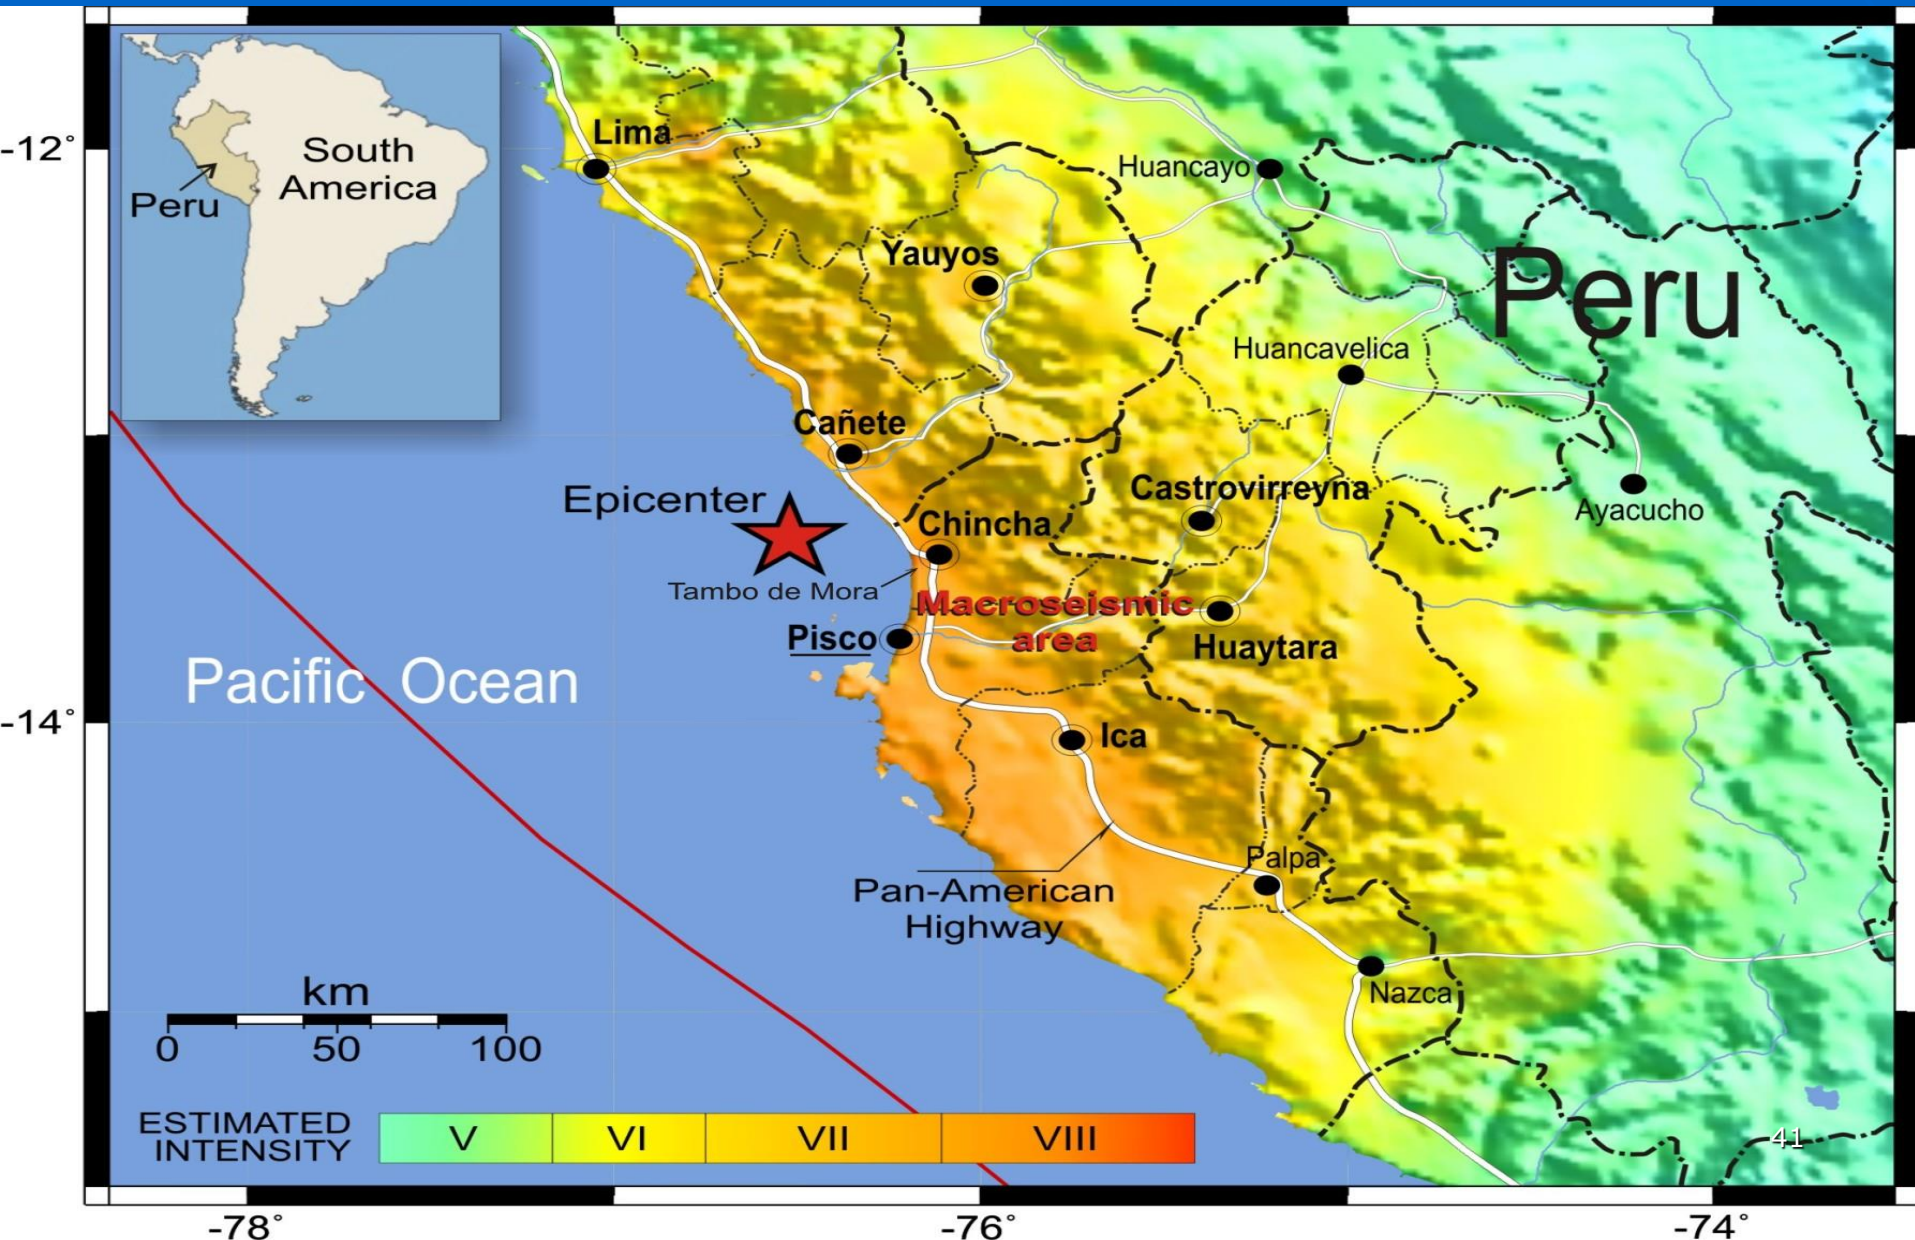 South
America
Peru
-12°
Lima
Huancayo
Yauyos
Peru
Huancavelica
Cañete
Castrovirreyna
Epicenter
Ayacucho
Chincha
Tambo de Mora
Macroseismic
area
Pisco
Huaytara
Pacific Ocean
-14°
Ica
Palpa
Pan-American
Highway
Nazca
km
0 50 100
ESTIMATED
INTENSITY
V VI VII VIII
41
-78° -76° -74°